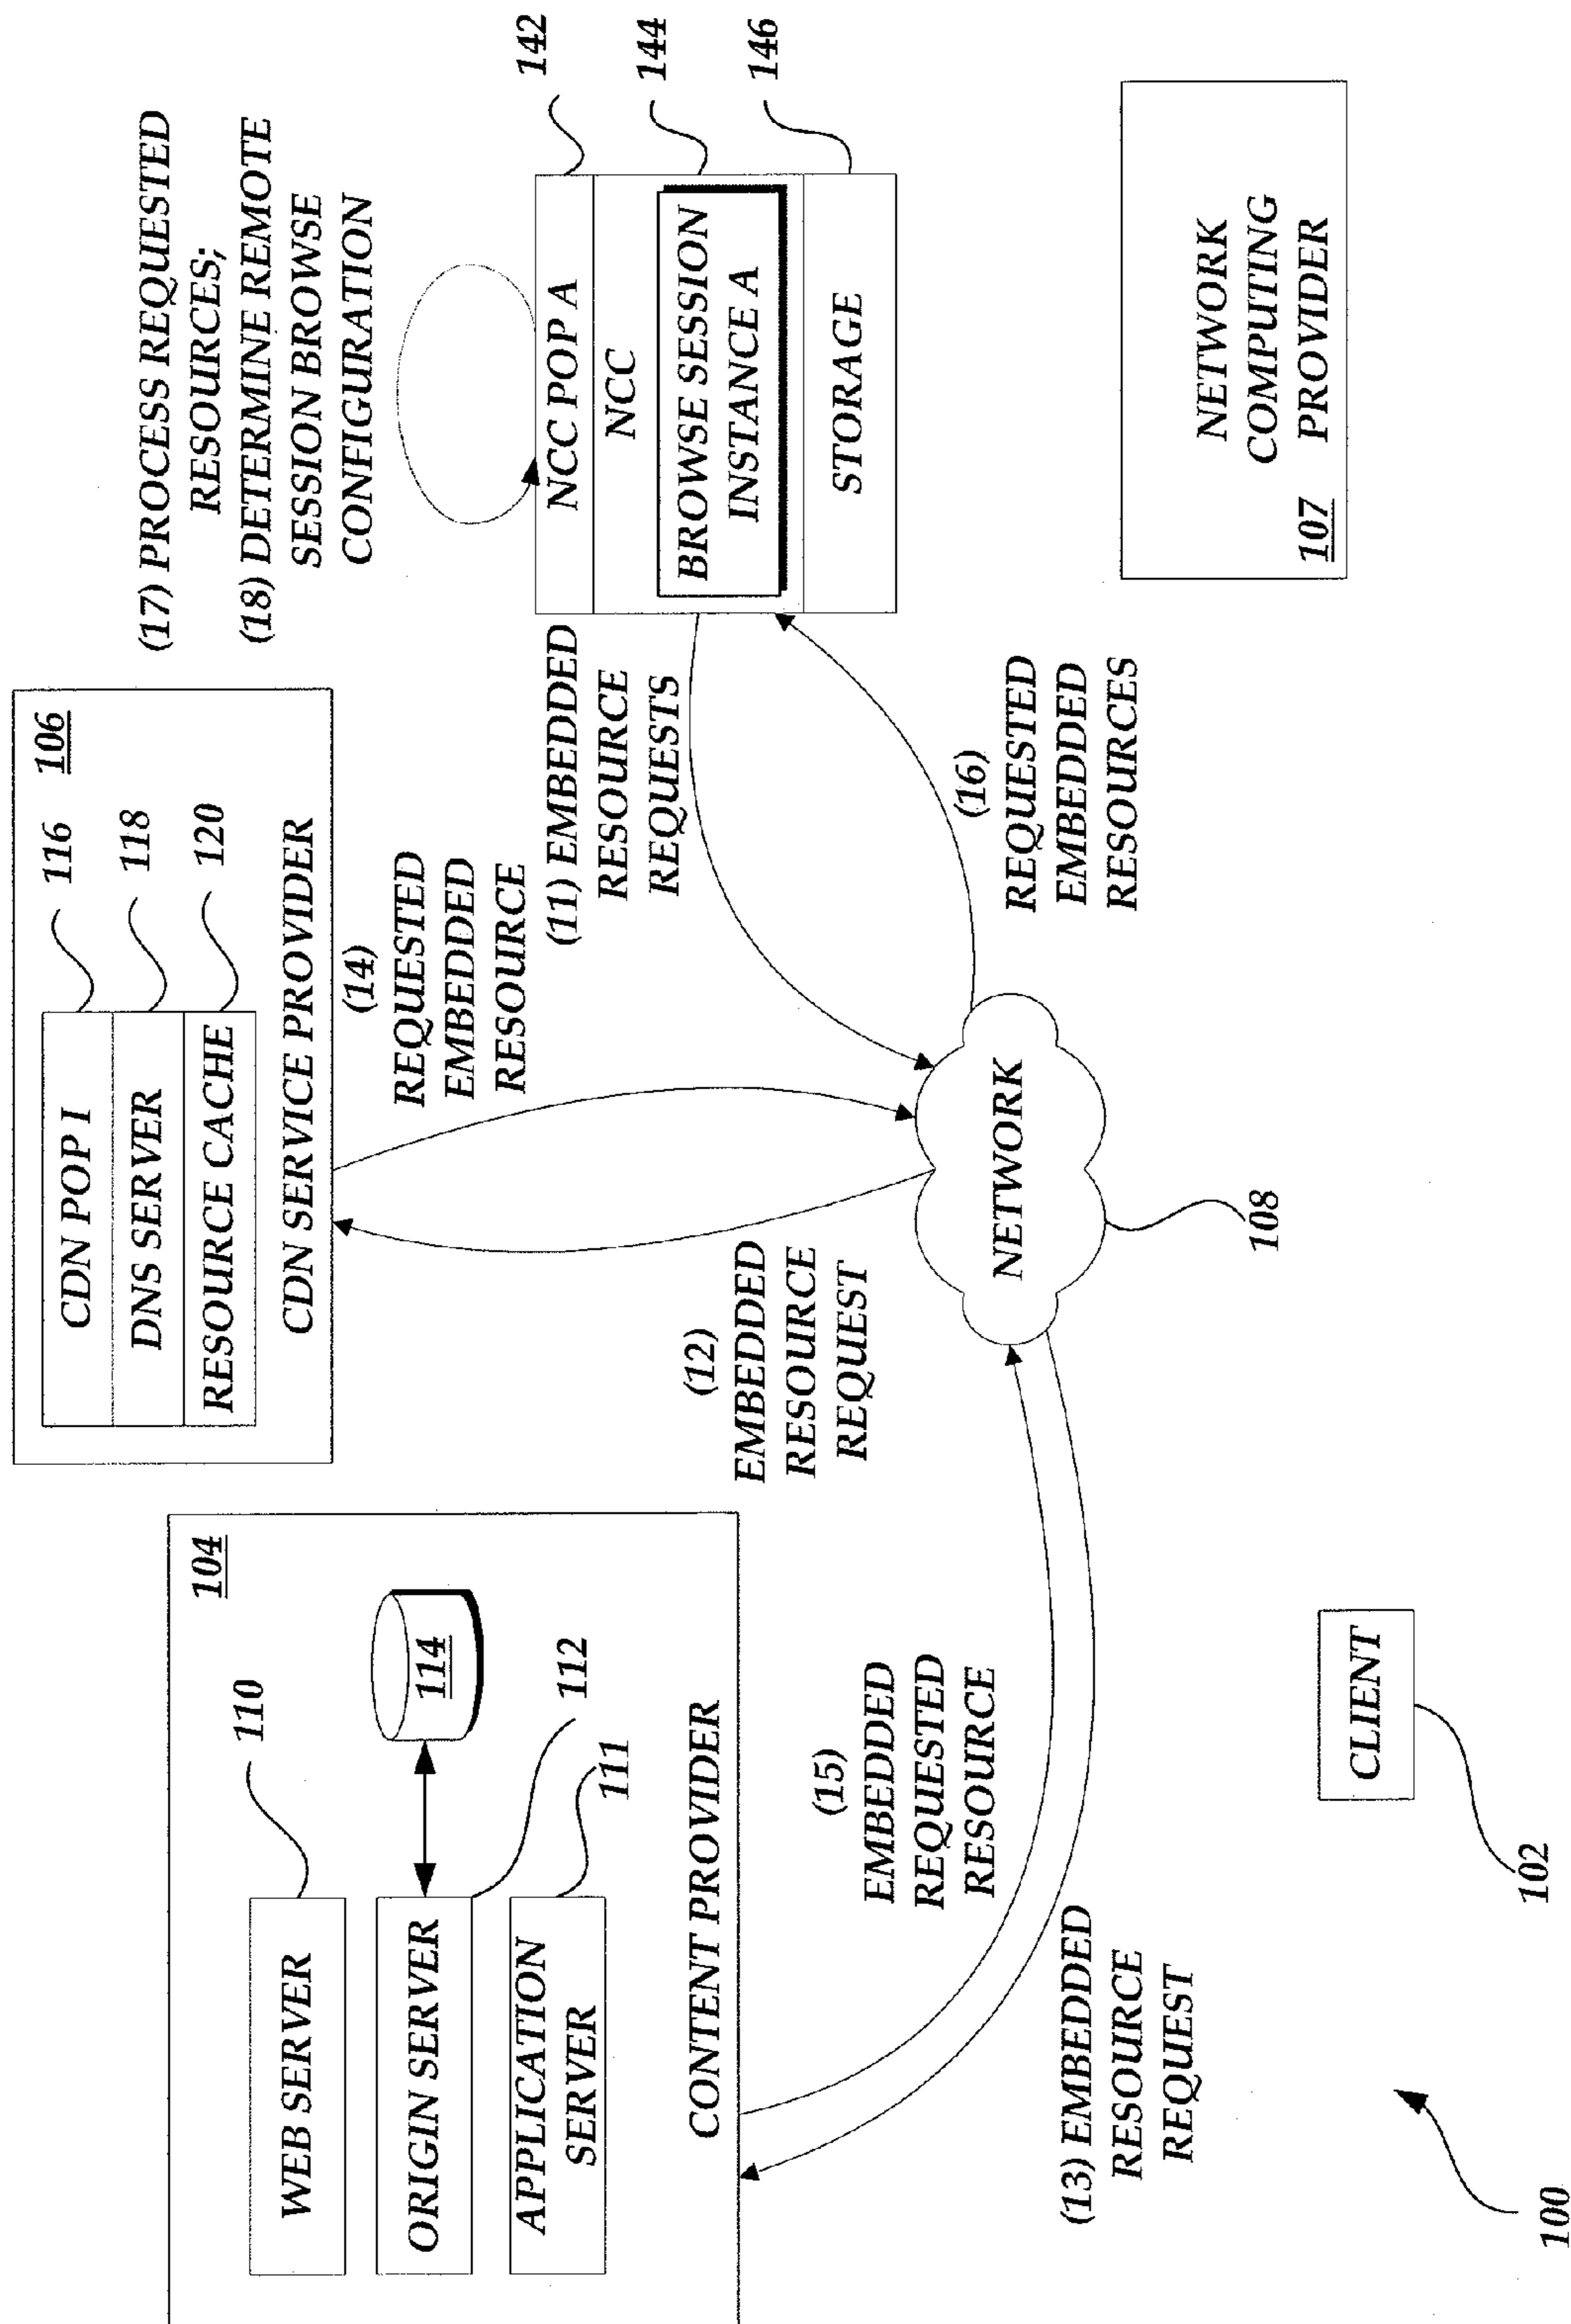 104
WEB SERVER
110
ORIGIN SERVER
114
112
APPLICATION
SERVER
111
CONTENT PROVIDER
106
CDN POP I
116
DNS SERVER
118
RESOURCE CACHE
120
CDN SERVICE PROVIDER
(17) PROCESS REQUESTED
RESOURCES;
(18) DETERMINE REMOTE
SESSION BROWSE
CONFIGURATION
(14)
REQUESTED
EMBEDDED
RESOURCE
(11) EMBEDDED
RESOURCE
REQUESTS
NCC POP A
142
NCC
BROWSE SESSION
INSTANCE A
144
STORAGE
146
(12)
EMBEDDED
RESOURCE
REQUEST
(15)
EMBEDDED
REQUESTED
RESOURCE
(16)
REQUESTED
EMBEDDED
RESOURCES
NETWORK
108
(13) EMBEDDED
RESOURCE
REQUEST
CLIENT
102
NETWORK
COMPUTING
107 PROVIDER
100